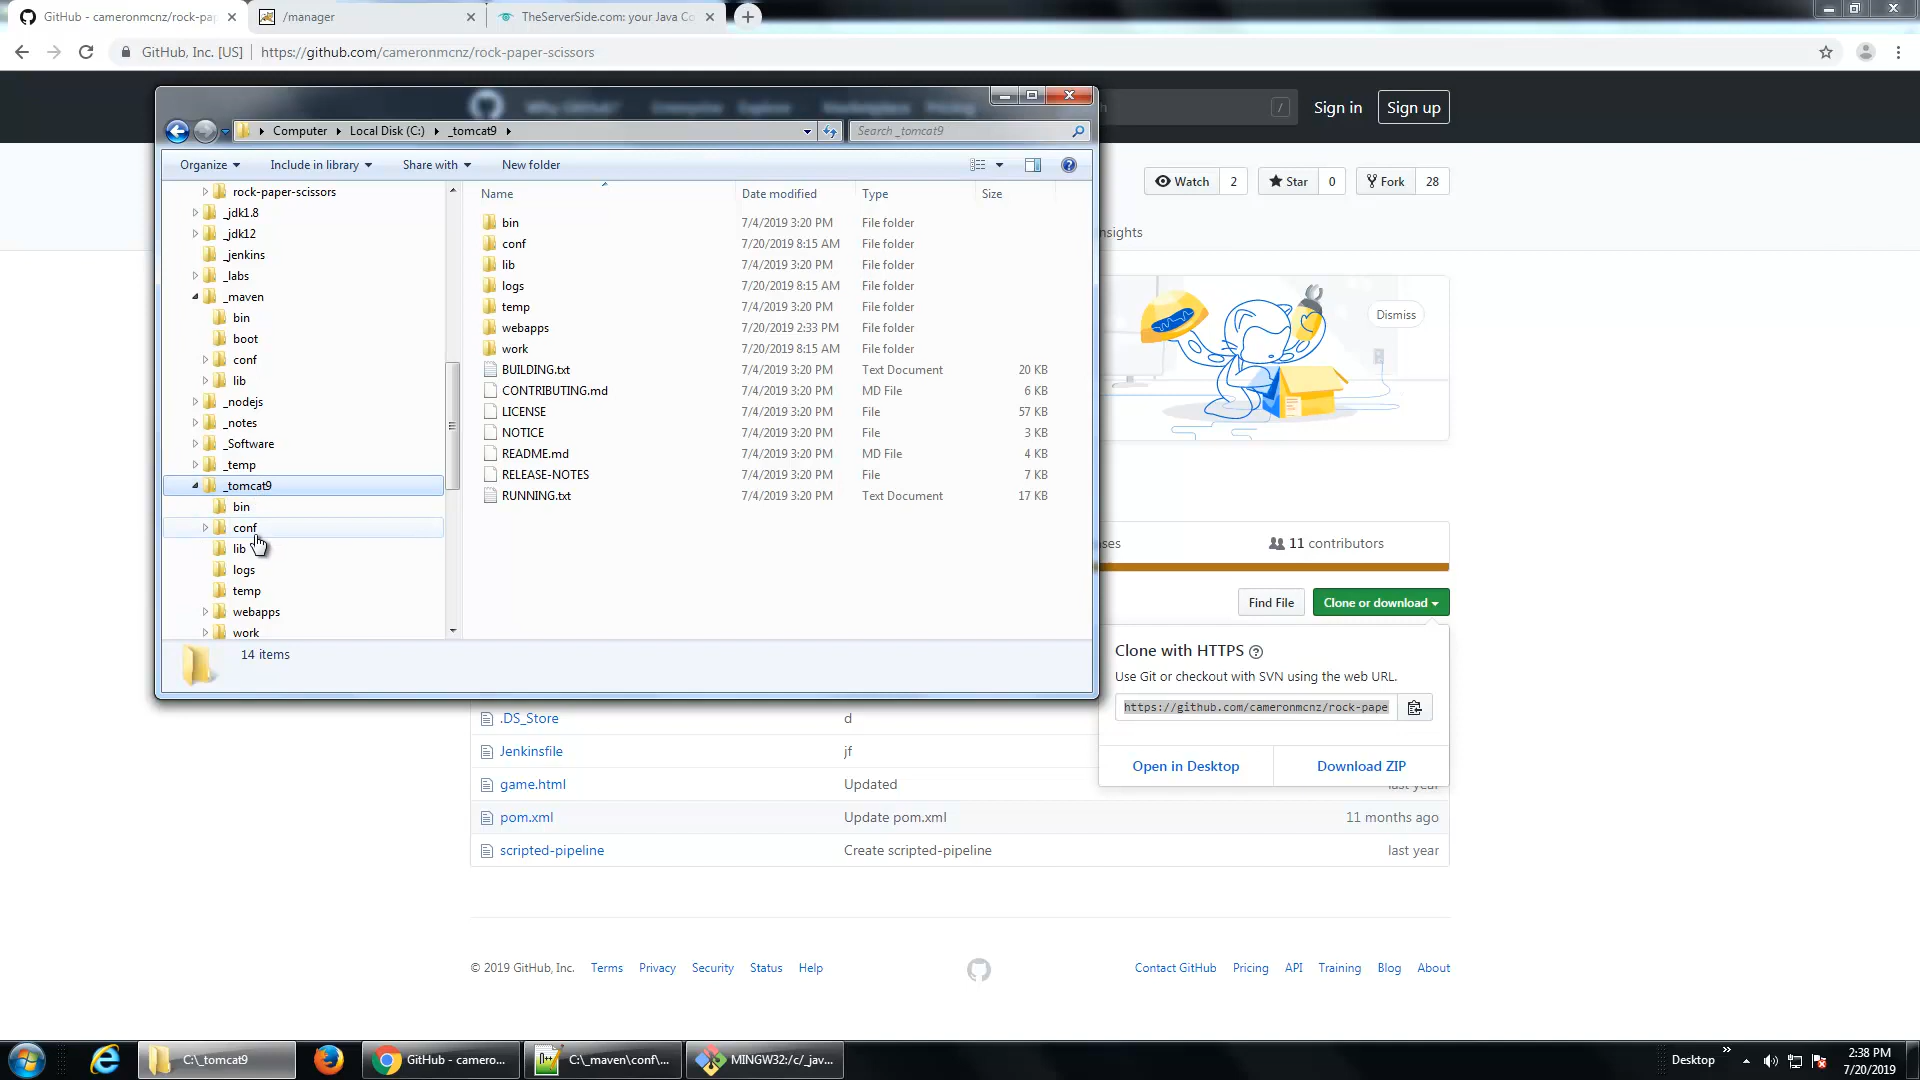 GitHub - cameronmcnz/rock-pap
/manager
TheServerSide.com: your Java Co
GitHub, Inc. [US]
https://github.com/cameronmcnz/rock-paper-scissors
Why GitHub?
Enterprise
Explore
Marketplace
Pricing
/
Sign in
Sign up
Computer
Local Disk (C:)
_tomcat9
Search _tomcat9
Organize
Include in library
Share with
New folder
Watch 2
Star 0
Fork 28
nsights
Name
Date modified
Type
Size
rock-paper-scissors
_jdk1.8
_jdk12
_jenkins
_labs
_maven
bin
boot
conf
lib
_nodejs
_notes
_Software
_temp
_tomcat9
bin
conf
lib
logs
temp
webapps
work
bin 7/4/2019 3:20 PM File folder
conf 7/20/2019 8:15 AM File folder
lib 7/4/2019 3:20 PM File folder
logs 7/20/2019 8:15 AM File folder
temp 7/4/2019 3:20 PM File folder
webapps 7/20/2019 2:33 PM File folder
work 7/20/2019 8:15 AM File folder
BUILDING.txt 7/4/2019 3:20 PM Text Document 20 KB
CONTRIBUTING.md 7/4/2019 3:20 PM MD File 6 KB
LICENSE 7/4/2019 3:20 PM File 57 KB
NOTICE 7/4/2019 3:20 PM File 3 KB
README.md 7/4/2019 3:20 PM MD File 4 KB
RELEASE-NOTES 7/4/2019 3:20 PM File 7 KB
RUNNING.txt 7/4/2019 3:20 PM Text Document 17 KB
14 items
Dismiss
ses
11 contributors
Find File
Clone or download
Clone with HTTPS
Use Git or checkout with SVN using the web URL.
https://github.com/cameronmcnz/rock-pape
Open in Desktop
Download ZIP
.DS_Store d
Jenkinsfile jf
game.html Updated last year
pom.xml Update pom.xml 11 months ago
scripted-pipeline Create scripted-pipeline last year
© 2019 GitHub, Inc.
Terms
Privacy
Security
Status
Help
Contact GitHub
Pricing
API
Training
Blog
About
C:\_tomcat9
GitHub - camero...
C:\_maven\conf\...
MINGW32:/c/_jav...
Desktop
2:38 PM
7/20/2019